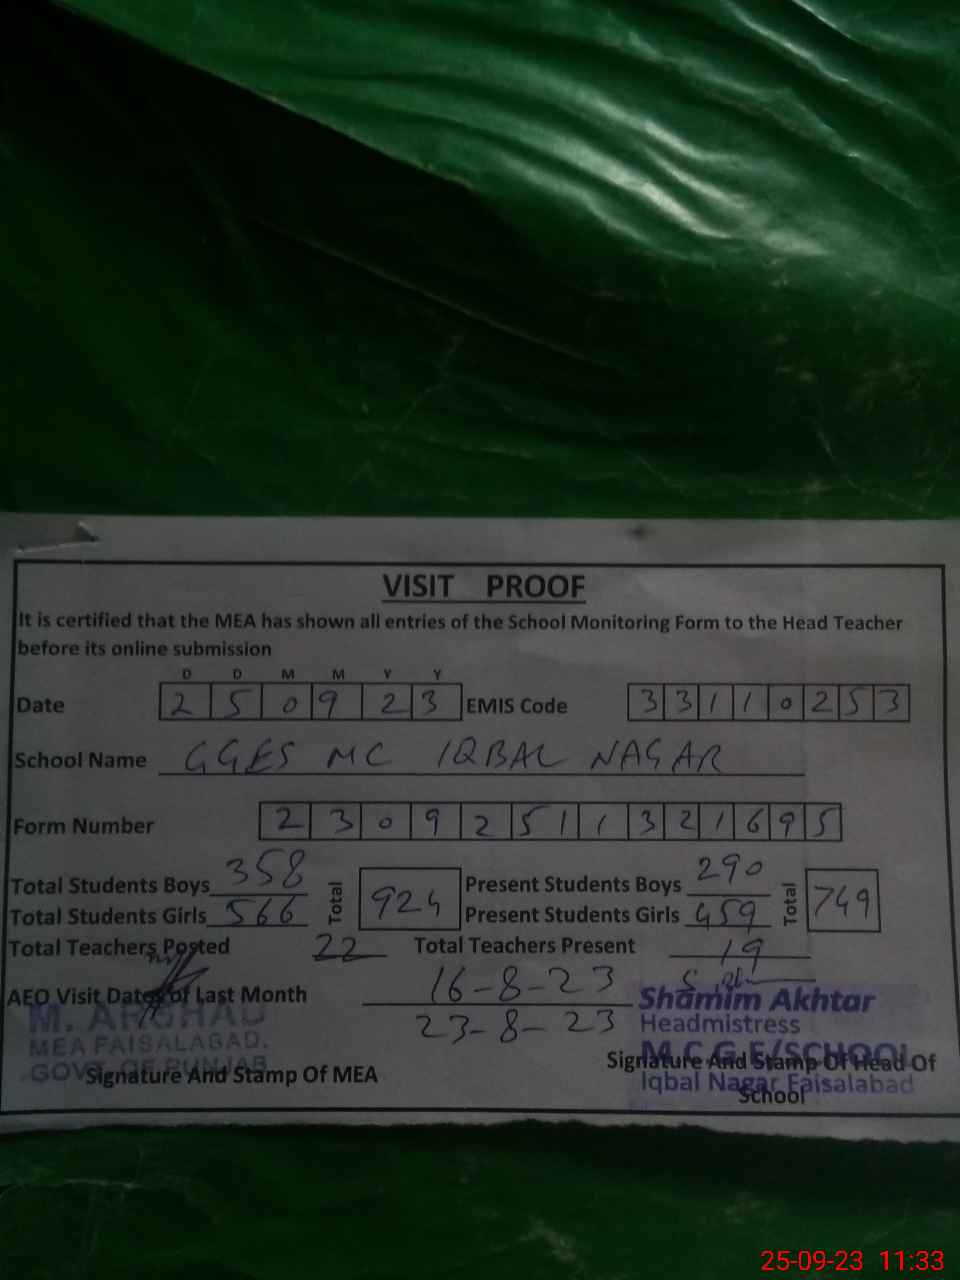 VISIT PROOF
It is certified that the MEA has shown all entries of the School Monitoring Form to the Head Teacher
before its online submission
D D M M Y Y
Date 2 5 0 9 2 3 EMIS Code 3 3 1 1 0 2 5 3
School Name GGES MC IQBAL NAGAR
Form Number 2 3 0 9 2 5 1 1 3 2 1 6 9 5
Total Students Boys 358 Total 924 Present Students Boys 290 Total 749
Total Students Girls 566 Present Students Girls 459
Total Teachers Posted 22 Total Teachers Present 19
AEO Visit Dates of Last Month 16-8-23
23-8-23
M. ARSHAD
MEA FAISALABAD.
GOVT. OF PUNJAB
Signature And Stamp Of MEA
Shamim Akhtar
Headmistress
M.C.G.E/SCHOOL
Iqbal Nagar Faisalabad
Signature And Stamp Of Head Of
School
25-09-23 11:33